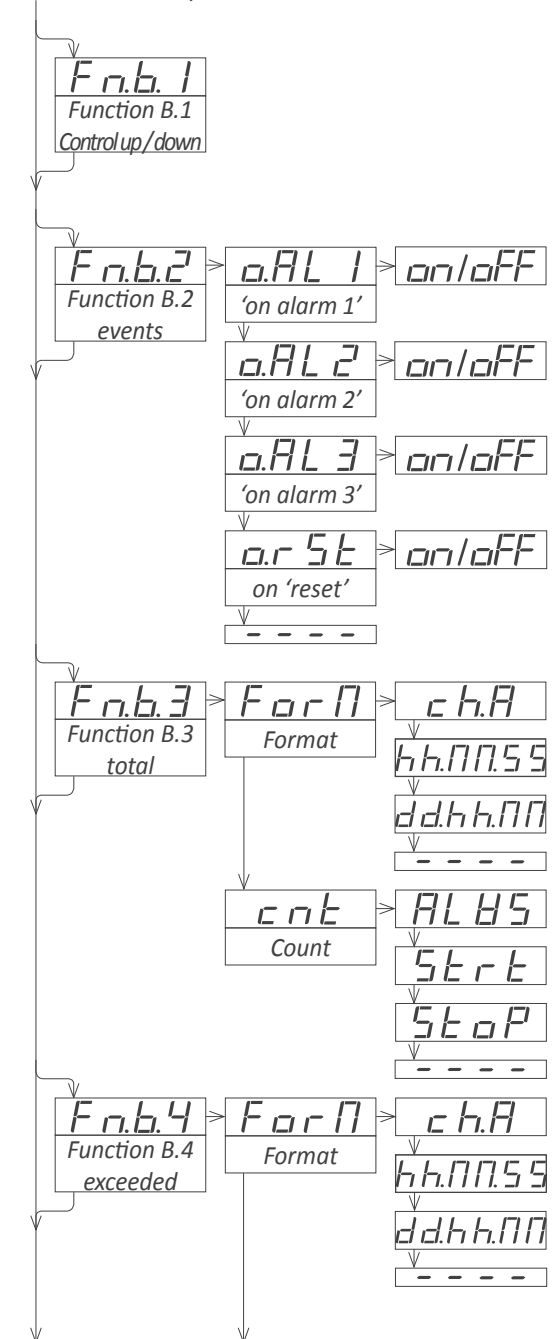 Fn.b.1
Function B.1
Control up/down
Fn.b.2
o.AL 1
on/oFF
Function B.2
events
'on alarm 1'
o.AL 2
on/oFF
'on alarm 2'
o.AL 3
on/oFF
'on alarm 3'
o.rSt
on/oFF
on 'reset'
----
Fn.b.3
ForM
ch.A
Function B.3
total
Format
hh.MM.SS
dd.hh.MM
----
cnt
ALWS
Count
Strt
StoP
----
Fn.b.4
ForM
ch.A
Function B.4
exceeded
Format
hh.MM.SS
dd.hh.MM
----